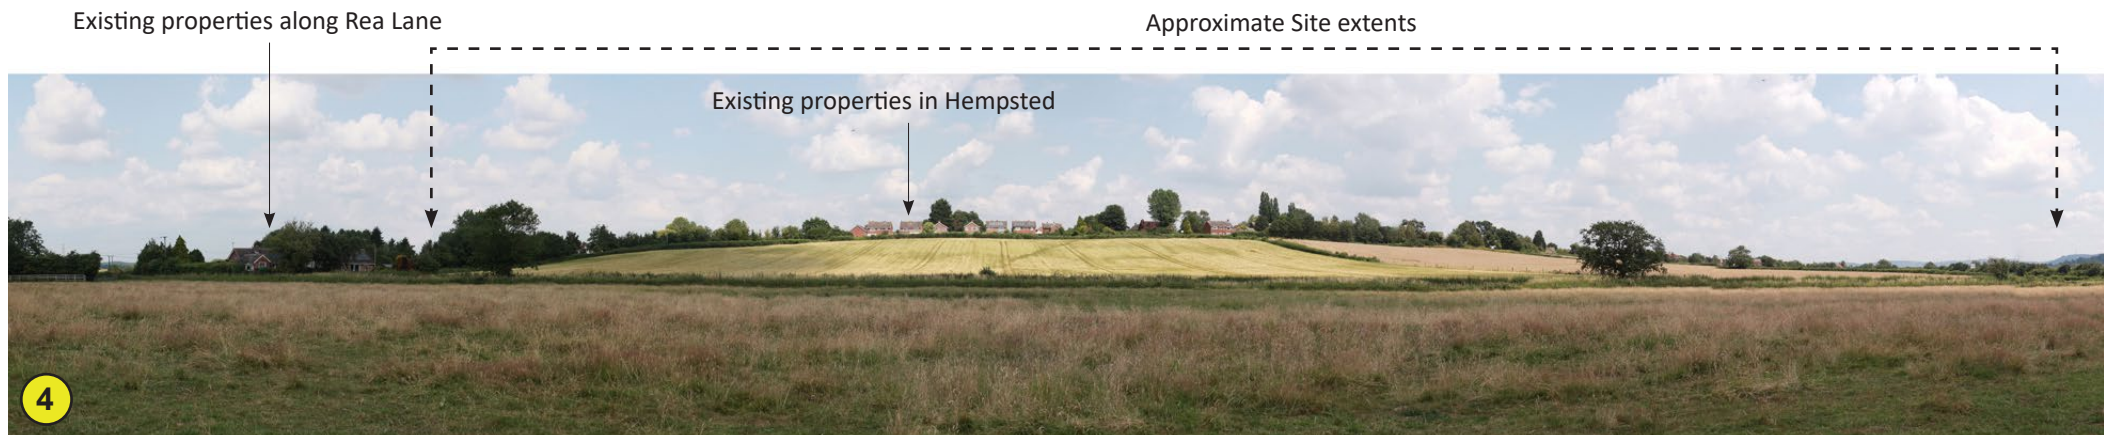 Existing properties along Rea Lane
Approximate Site extents
Existing properties in Hempsted
4